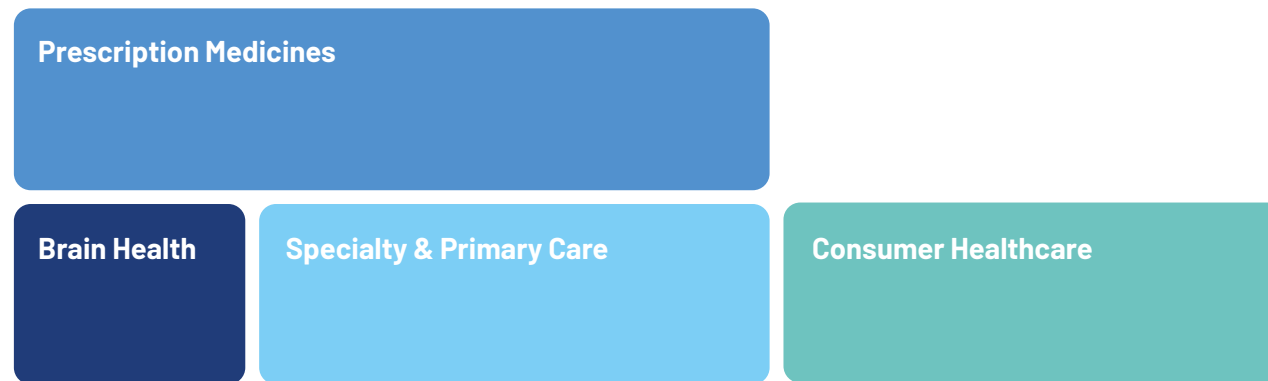 Prescription Medicines
Brain Health
Specialty & Primary Care
Consumer Healthcare